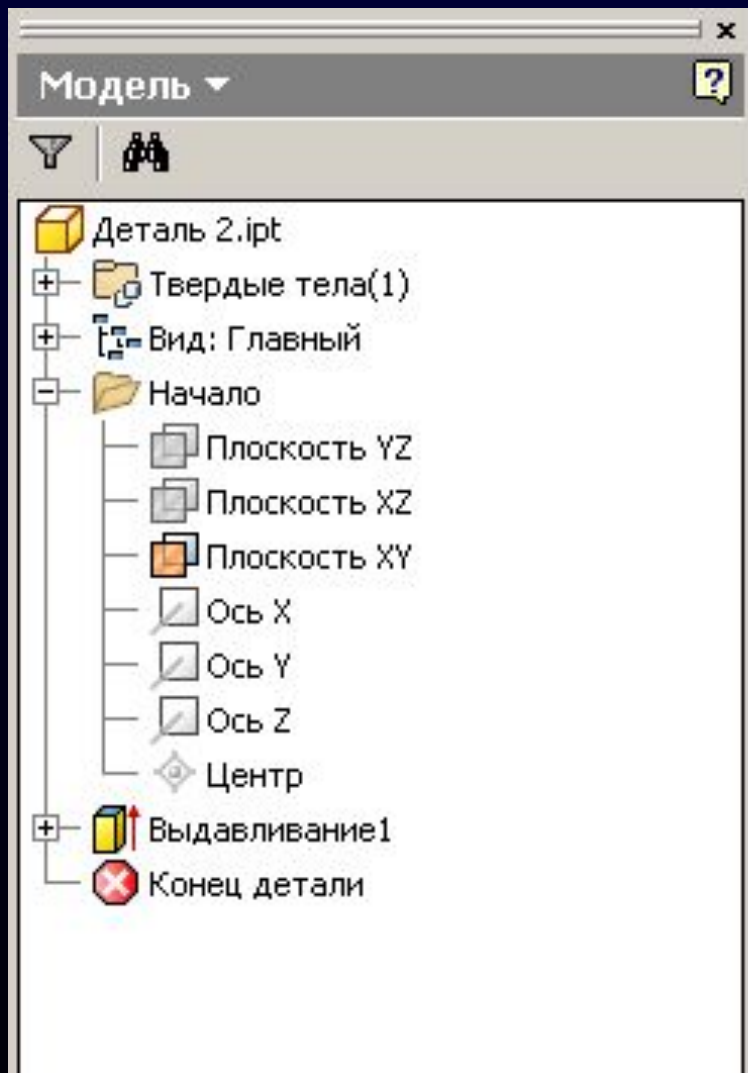 Модель
Деталь 2.ipt
Твердые тела(1)
Вид: Главный
Начало
Плоскость YZ
Плоскость XZ
Плоскость XY
Ось X
Ось Y
Ось Z
Центр
Выдавливание1
Конец детали